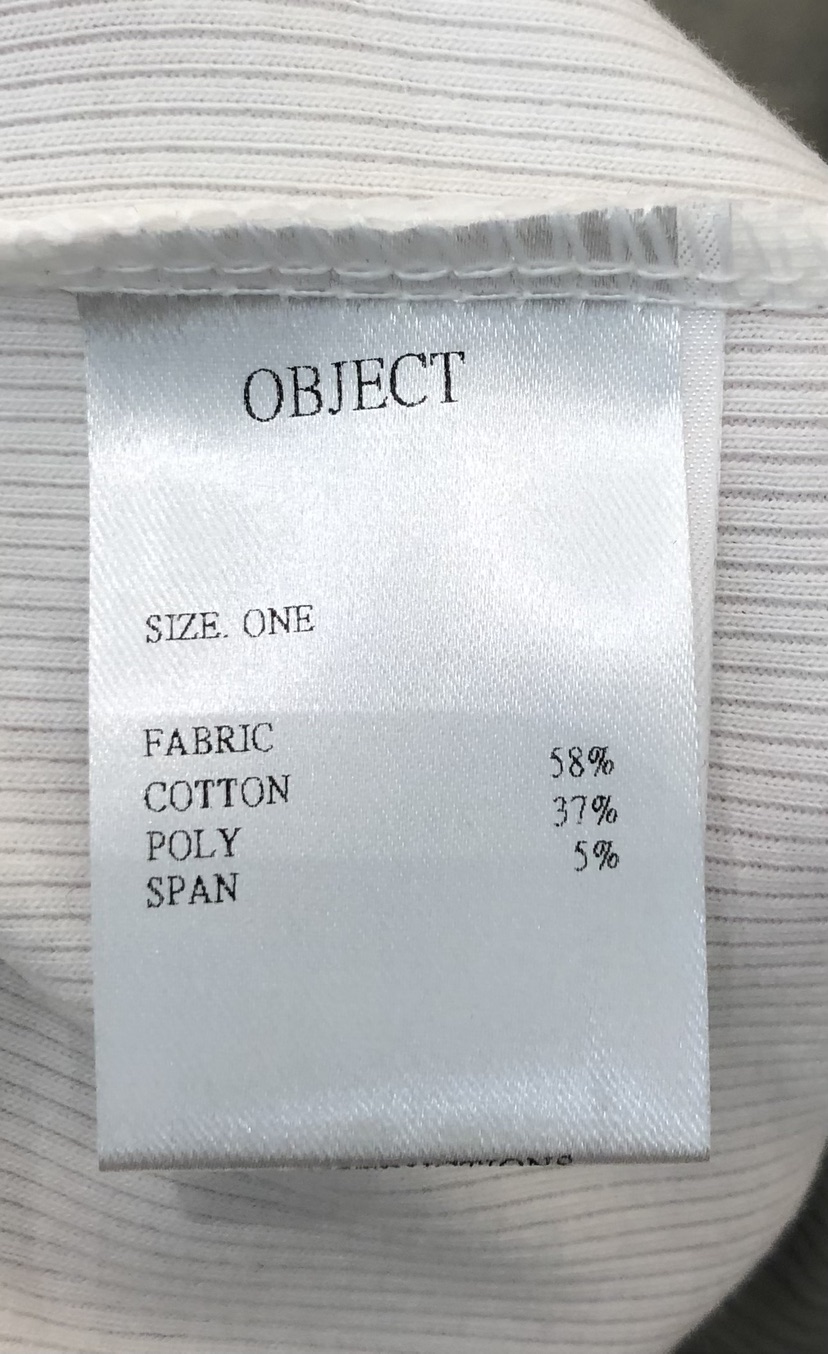 OBJECT
SIZE. ONE
FABRIC
COTTON 58%
POLY 37%
SPAN 5%